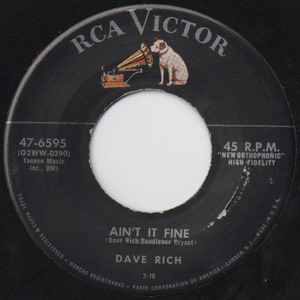 RCA VICTOR
47-6595
(G2WW-0390)
Tannen Music
Inc., BMI
45 R.P.M.
"NEW ORTHOPHONIC"
HIGH FIDELITY
AIN'T IT FINE
(Dave Rich-Boudleaux Bryant)
DAVE RICH
2:10